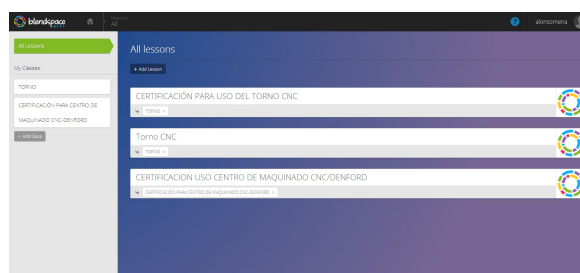 blendspace
All
alonsomena
All Lessons
My Classes
TORNO
CERTIFICACIÓN PARA CENTRO DE
MAQUINADO CNC-DENFORD
+ Add Class
All lessons
+ Add Lesson
CERTIFICACIÓN PARA USO DEL TORNO CNC
TORNO ×
Torno CNC
TORNO ×
CERTIFICACION USO CENTRO DE MAQUINADO CNC/DENFORD
CERTIFICACIÓN PARA CENTRO DE MAQUINADO CNC-DENFORD ×